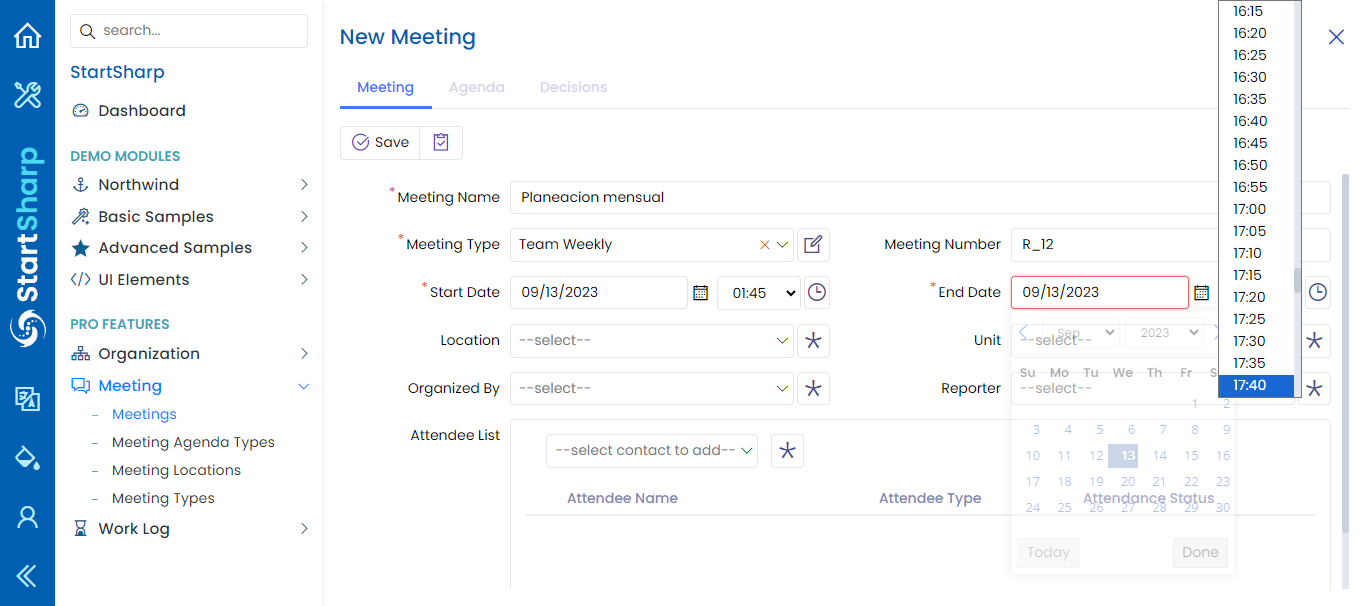 StartSharp
search...
StartSharp
Dashboard
DEMO MODULES
Northwind
Basic Samples
Advanced Samples
UI Elements
PRO FEATURES
Organization
Meeting
– Meetings
– Meeting Agenda Types
– Meeting Locations
– Meeting Types
Work Log
New Meeting
Meeting Agenda Decisions
Save
* Meeting Name Planeacion mensual
* Meeting Type Team Weekly
Meeting Number R_12
* Start Date 09/13/2023 01:45
* End Date 09/13/2023
Location --select--
Unit --select--
Organized By --select--
Reporter --select--
Attendee List
--select contact to add--
Attendee Name Attendee Type Attendance Status
Sep 2023
Su Mo Tu We Th Fr S
1 2
3 4 5 6 7 8 9
10 11 12 13 14 15 16
17 18 19 20 21 22 23
24 25 26 27 28 29 30
Today Done
16:15
16:20
16:25
16:30
16:35
16:40
16:45
16:50
16:55
17:00
17:05
17:10
17:15
17:20
17:25
17:30
17:35
17:40